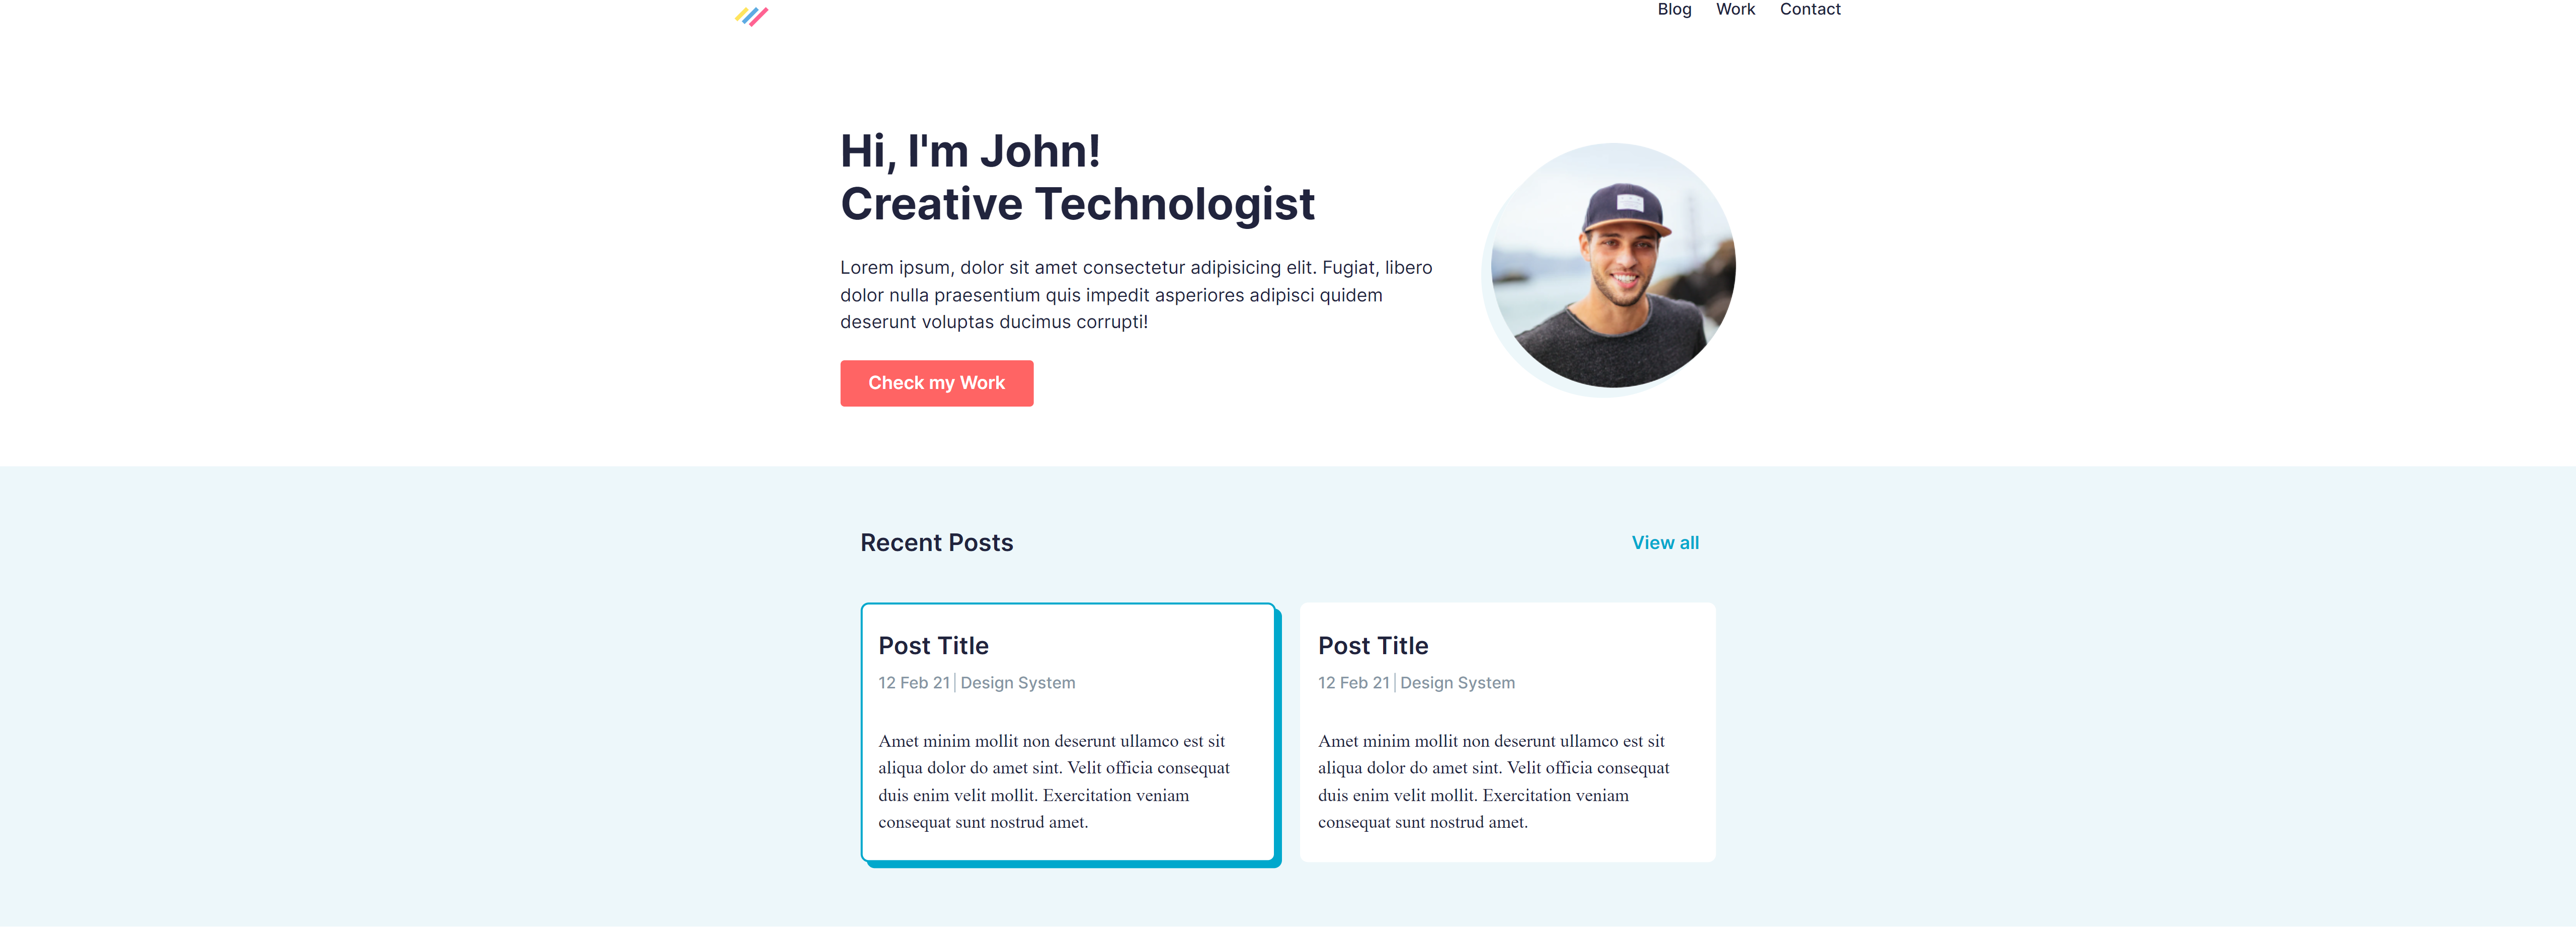 Blog Work Contact
Hi, I'm John!
Creative Technologist
Lorem ipsum, dolor sit amet consectetur adipisicing elit. Fugiat, libero
dolor nulla praesentium quis impedit asperiores adipisci quidem
deserunt voluptas ducimus corrupti!
Check my Work
Recent Posts
View all
Post Title
12 Feb 21 | Design System
Amet minim mollit non deserunt ullamco est sit
aliqua dolor do amet sint. Velit officia consequat
duis enim velit mollit. Exercitation veniam
consequat sunt nostrud amet.
Post Title
12 Feb 21 | Design System
Amet minim mollit non deserunt ullamco est sit
aliqua dolor do amet sint. Velit officia consequat
duis enim velit mollit. Exercitation veniam
consequat sunt nostrud amet.